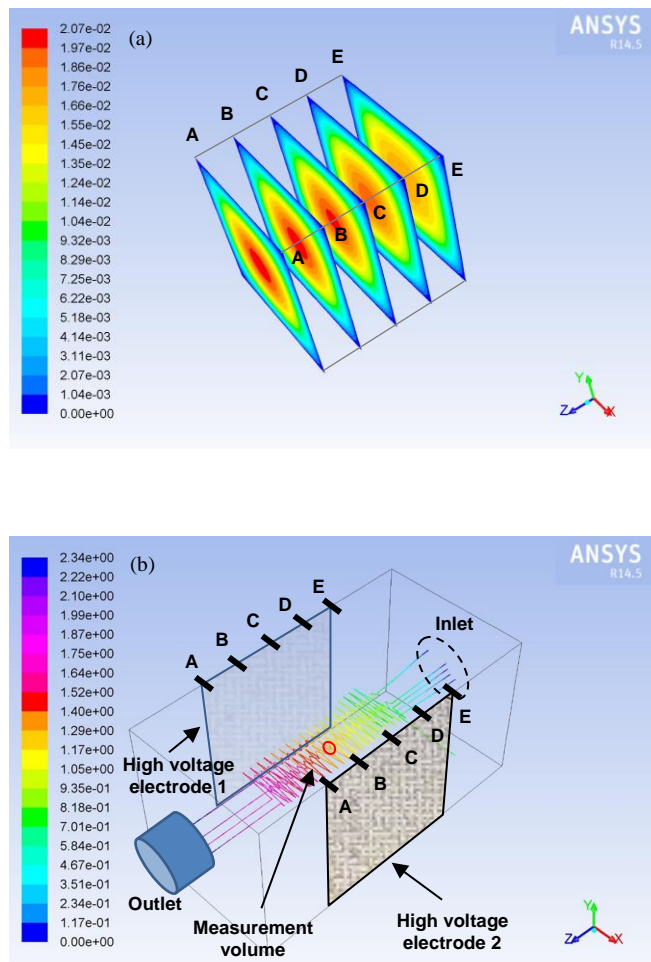 (a)
ANSYS
R14.5
2.07e-02
1.97e-02
1.86e-02
1.76e-02
1.66e-02
1.55e-02
1.45e-02
1.35e-02
1.24e-02
1.14e-02
1.04e-02
9.32e-03
8.28e-03
7.25e-03
6.22e-03
5.18e-03
4.14e-03
3.11e-03
2.07e-03
1.04e-03
0.00e+00
A
B
C
D
E
A
B
C
D
E
Y
Z
X
(b)
ANSYS
R14.5
2.34e+00
2.22e+00
2.10e+00
1.99e+00
1.87e+00
1.75e+00
1.64e+00
1.52e+00
1.40e+00
1.29e+00
1.17e+00
1.05e+00
9.35e-01
8.18e-01
7.01e-01
5.84e-01
4.67e-01
3.51e-01
2.34e-01
1.17e-01
0.00e+00
A
B
C
D
E
Inlet
E
D
C
B
A
High voltage
electrode 1
Outlet
Measurement
volume
High voltage
electrode 2
Y
Z
X